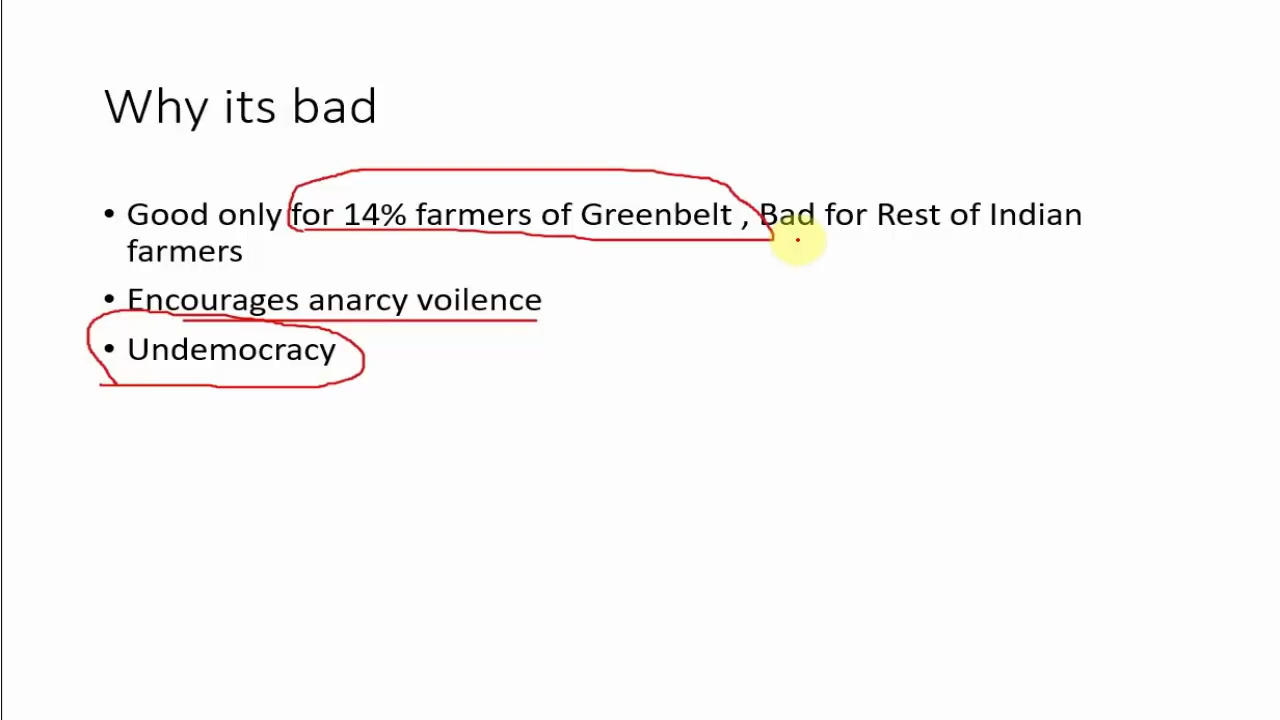 Why its bad
• Good only for 14% farmers of Greenbelt , Bad for Rest of Indian
farmers
• Encourages anarcy voilence
• Undemocracy